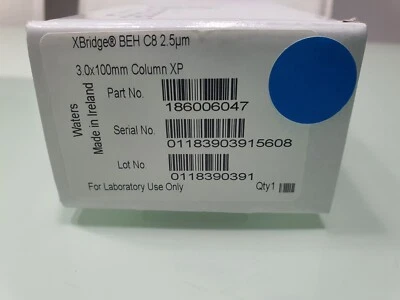 XBridge® BEH C8 2.5µm
3.0x100mm Column XP
Part No.
186006047
Serial No.
01183903915608
Lot No
0118390391
Waters
Made in Ireland
For Laboratory Use Only
Qty1